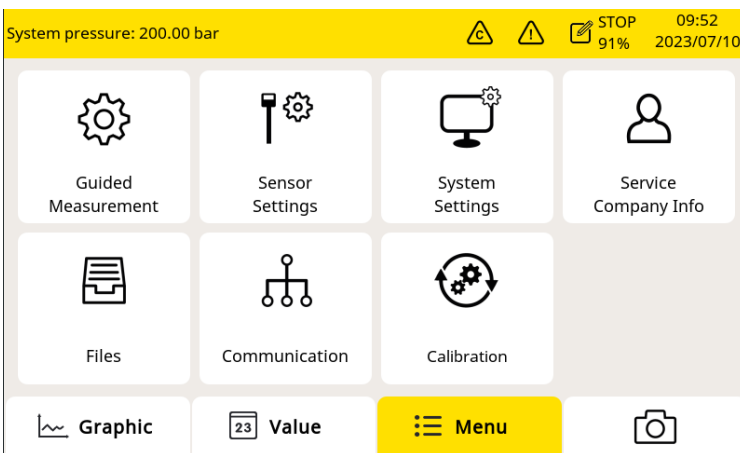 System pressure: 200.00 bar
C
!
STOP
91%
09:52
2023/07/10
Guided
Measurement
Sensor
Settings
System
Settings
Service
Company Info
Files
Communication
Calibration
Graphic
23
Value
Menu